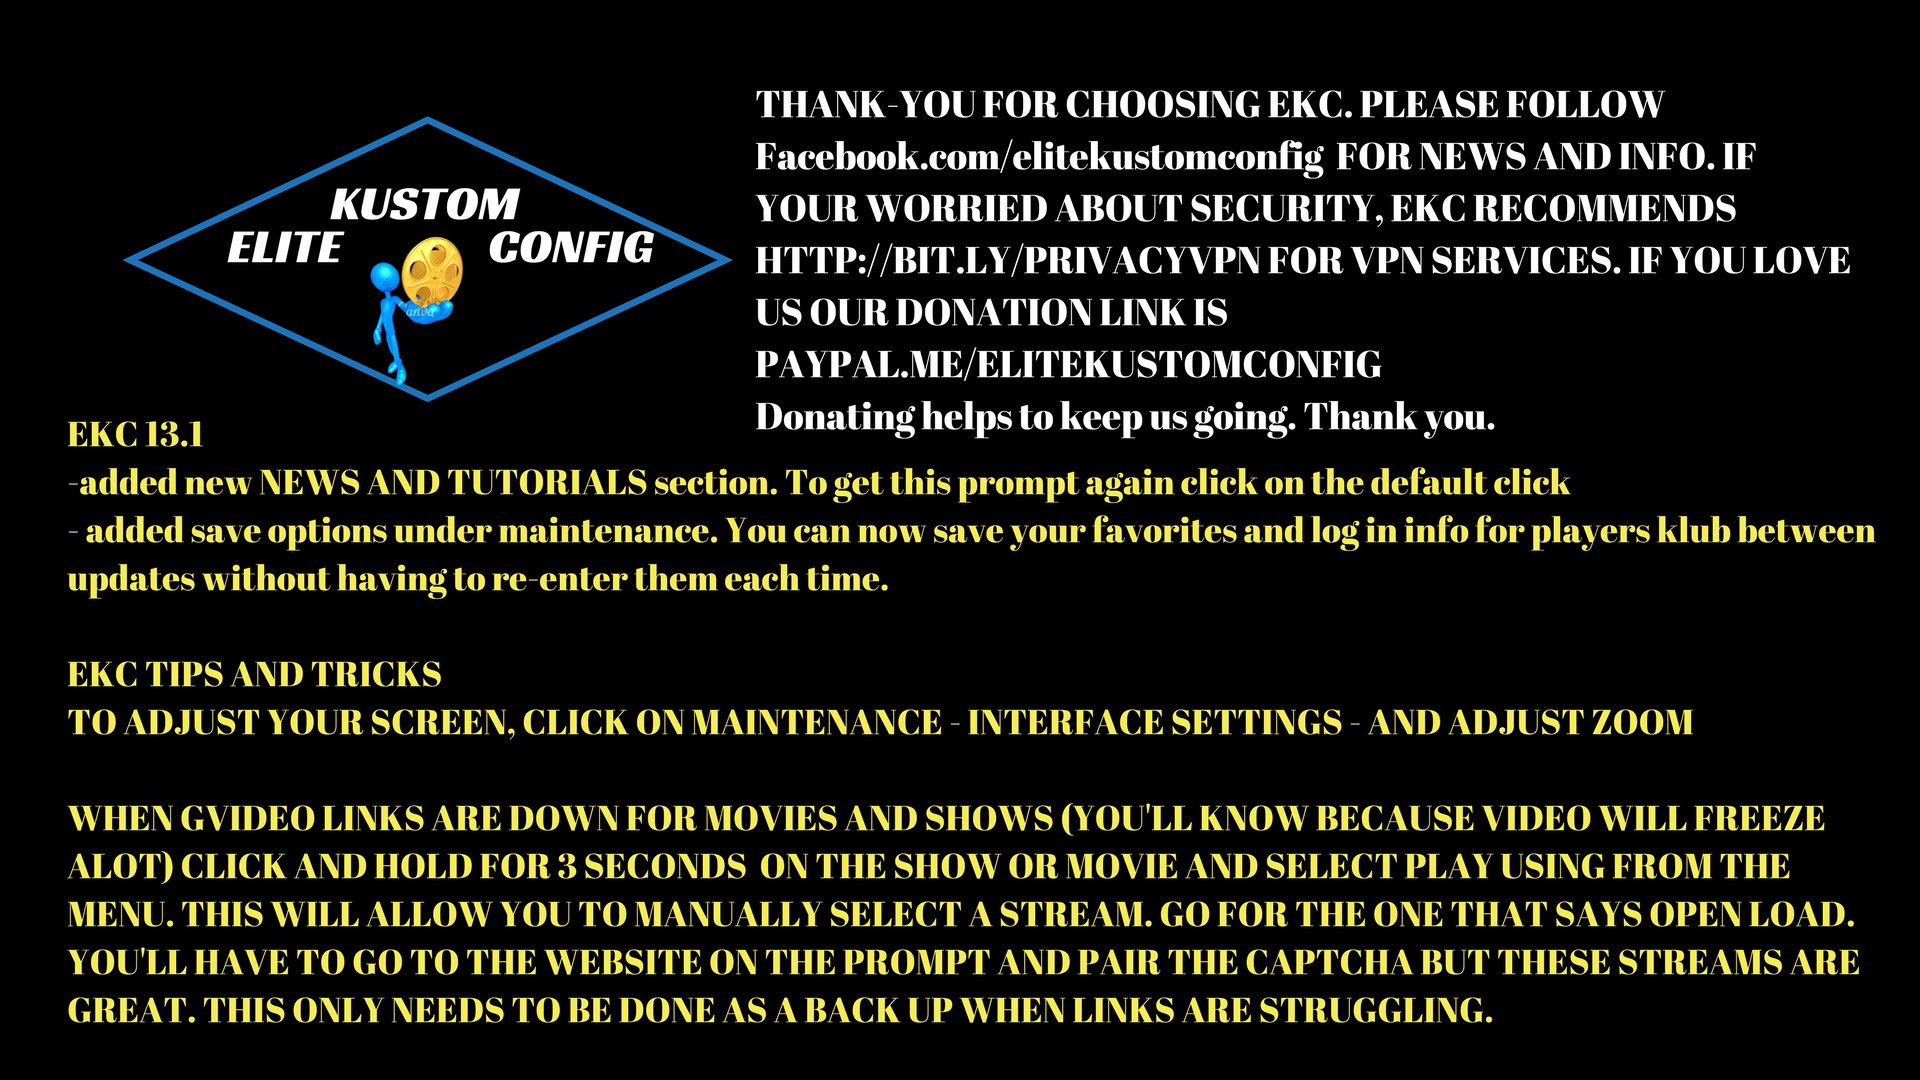 KUSTOM
ELITE CONFIG
anva
THANK-YOU FOR CHOOSING EKC. PLEASE FOLLOW
Facebook.com/elitekustomconfig FOR NEWS AND INFO. IF
YOUR WORRIED ABOUT SECURITY, EKC RECOMMENDS
HTTP://BIT.LY/PRIVACYVPN FOR VPN SERVICES. IF YOU LOVE
US OUR DONATION LINK IS
PAYPAL.ME/ELITEKUSTOMCONFIG
Donating helps to keep us going. Thank you.
EKC 13.1
-added new NEWS AND TUTORIALS section. To get this prompt again click on the default click
- added save options under maintenance. You can now save your favorites and log in info for players klub between
updates without having to re-enter them each time.
EKC TIPS AND TRICKS
TO ADJUST YOUR SCREEN, CLICK ON MAINTENANCE - INTERFACE SETTINGS - AND ADJUST ZOOM
WHEN GVIDEO LINKS ARE DOWN FOR MOVIES AND SHOWS (YOU'LL KNOW BECAUSE VIDEO WILL FREEZE
ALOT) CLICK AND HOLD FOR 3 SECONDS ON THE SHOW OR MOVIE AND SELECT PLAY USING FROM THE
MENU. THIS WILL ALLOW YOU TO MANUALLY SELECT A STREAM. GO FOR THE ONE THAT SAYS OPEN LOAD.
YOU'LL HAVE TO GO TO THE WEBSITE ON THE PROMPT AND PAIR THE CAPTCHA BUT THESE STREAMS ARE
GREAT. THIS ONLY NEEDS TO BE DONE AS A BACK UP WHEN LINKS ARE STRUGGLING.